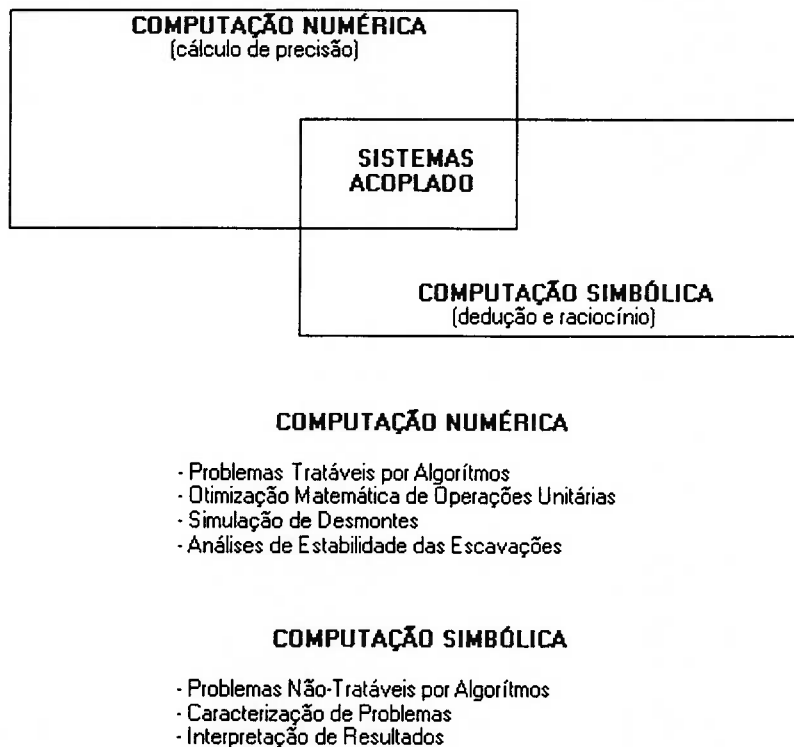 COMPUTAÇÃO NUMÉRICA
(cálculo de precisão)
SISTEMAS
ACOPLADO
COMPUTAÇÃO SIMBÓLICA
(dedução e raciocínio)
COMPUTAÇÃO NUMÉRICA
- Problemas Tratáveis por Algorítmos
- Otimização Matemática de Operações Unitárias
- Simulação de Desmontes
- Análises de Estabilidade das Escavações
COMPUTAÇÃO SIMBÓLICA
- Problemas Não-Tratáveis por Algorítmos
- Caracterização de Problemas
- Interpretação de Resultados